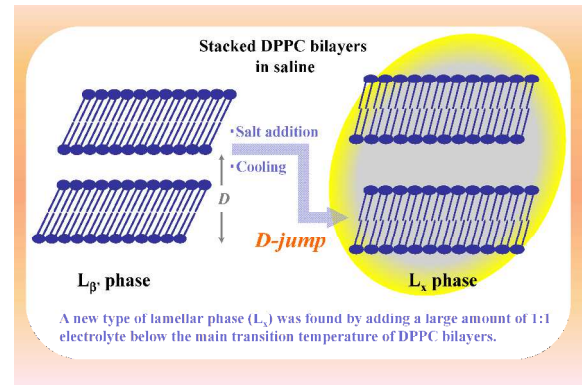 Stacked DPPC bilayers
in saline
・Salt addition
・Cooling
D
D-jump
Lβ' phase
Lx phase
A new type of lamellar phase (Lx) was found by adding a large amount of 1:1
electrolyte below the main transition temperature of DPPC bilayers.